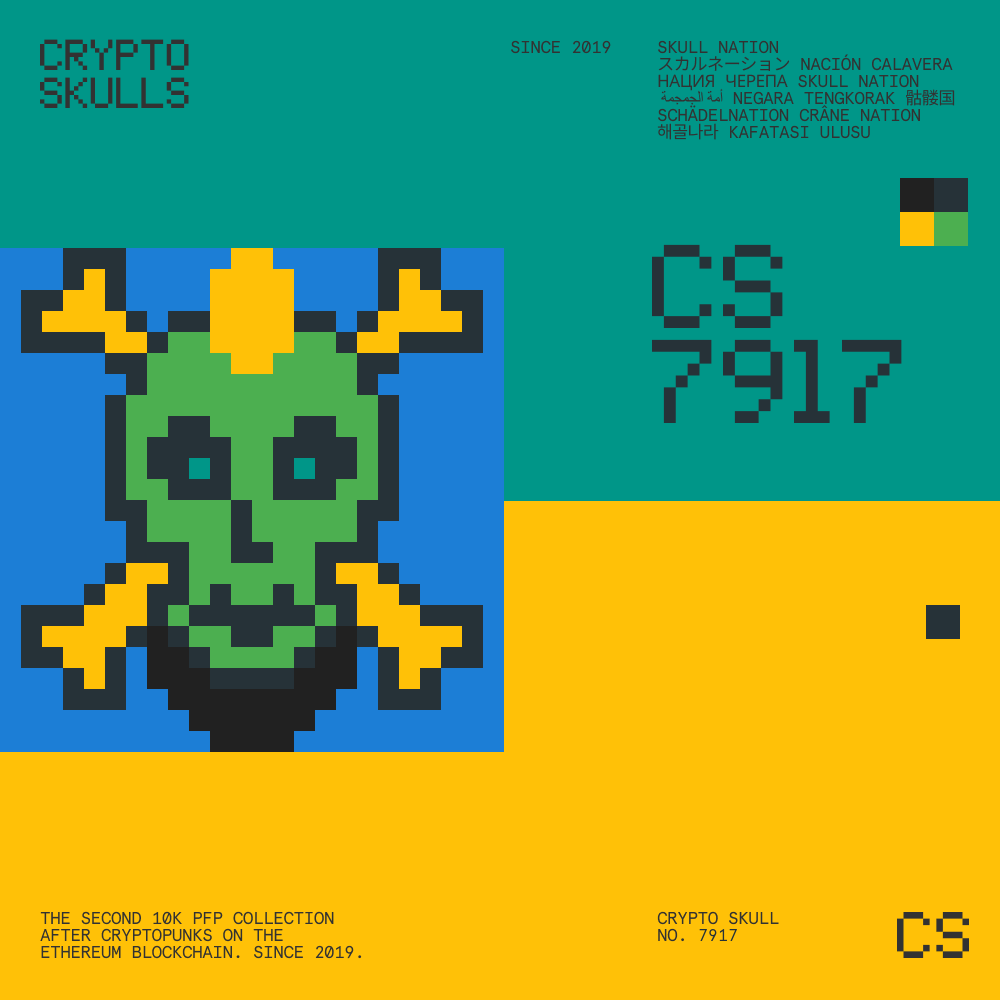 CRYPTO
SKULLS
SINCE 2019
SKULL NATION
スカルネーション NACIÓN CALAVERA
НАЦИЯ ЧЕРЕПА SKULL NATION
أمة الجمجمة NEGARA TENGKORAK 骷髅国
SCHÄDELNATION CRÂNE NATION
해골나라 KAFATASI ULUSU
CS
7917
THE SECOND 10K PFP COLLECTION
AFTER CRYPTOPUNKS ON THE
ETHEREUM BLOCKCHAIN. SINCE 2019.
CRYPTO SKULL
NO. 7917
CS